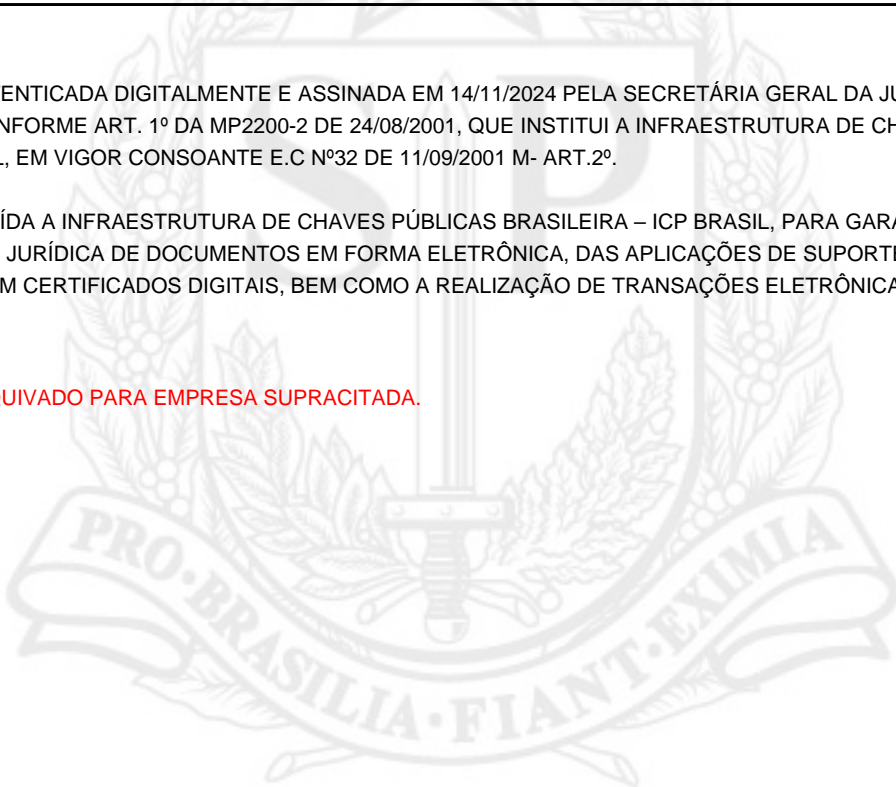 ENTICADA DIGITALMENTE E ASSINADA EM 14/11/2024 PELA SECRETÁRIA GERAL DA JU
NFORME ART. 1º DA MP2200-2 DE 24/08/2001, QUE INSTITUI A INFRAESTRUTURA DE CH
L, EM VIGOR CONSOANTE E.C Nº32 DE 11/09/2001 M- ART.2º.
ÍDA A INFRAESTRUTURA DE CHAVES PÚBLICAS BRASILEIRA – ICP BRASIL, PARA GARA
JURÍDICA DE DOCUMENTOS EM FORMA ELETRÔNICA, DAS APLICAÇÕES DE SUPORTE
M CERTIFICADOS DIGITAIS, BEM COMO A REALIZAÇÃO DE TRANSAÇÕES ELETRÔNICA
UIVADO PARA EMPRESA SUPRACITADA.
SP
PRO·BRASILIA·FIANT·EXIMIA